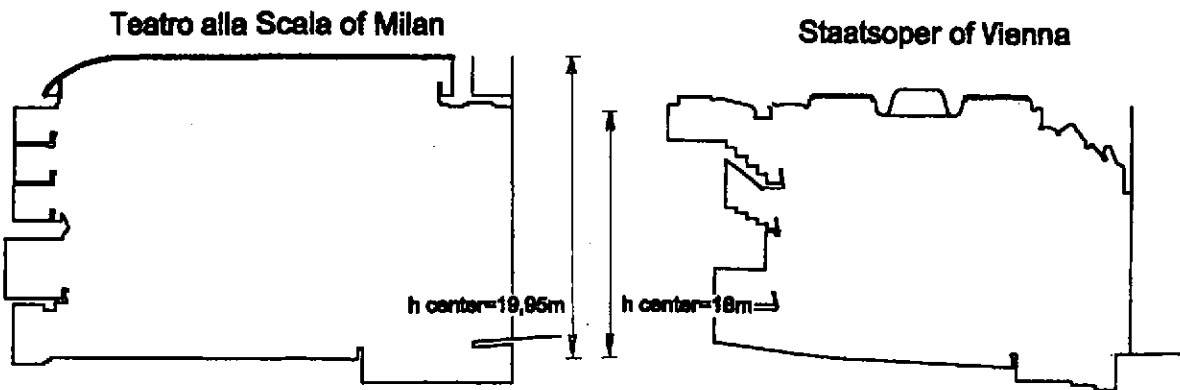 Teatro alla Scala of Milan
Staatsoper of Vienna
h center=19,95m
h center=18m